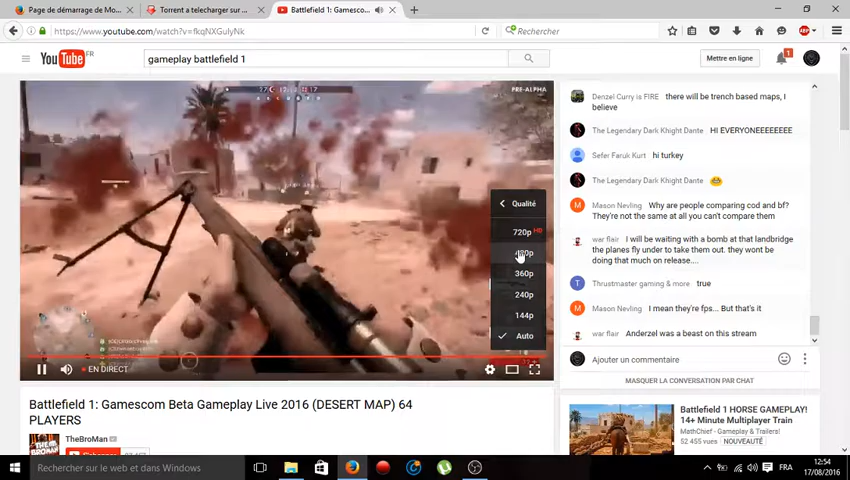 Page de démarrage de Mo...
Torrent a telecharger sur ...
Battlefield 1: Gamescom...
https://www.youtube.com/watch?v=fkqNXGulyNk
Rechercher
ABP
YouTube FR
gameplay battlefield 1
Mettre en ligne
1
PRE-ALPHA
17
Qualité
720p HD
480p
360p
240p
144p
Auto
EN DIRECT
Denzel Curry is FIRE there will be trench based maps, I
believe
The Legendary Dark Khight Dante HI EVERYONEEEEEEE
Sefer Faruk Kurt hi turkey
The Legendary Dark Khight Dante 😂
M
Mason Nevling Why are people comparing cod and bf?
They're not the same at all you can't compare them
war flair I will be waiting with a bomb at that landbridge
the planes fly under to take them out. they wont be
doing that much on release....
T
Thrustmaster gaming & more true
M
Mason Nevling I mean they're fps... But that's it
war flair Anderzel was a beast on this stream
Ajouter un commentaire
MASQUER LA CONVERSATION PAR CHAT
Battlefield 1: Gamescom Beta Gameplay Live 2016 (DESERT MAP) 64
PLAYERS
TheBroMan
Battlefield 1 HORSE GAMEPLAY!
14+ Minute Multiplayer Train
MathChief - Gameplay & Trailers!
52 455 vues NOUVEAUTÉ
Rechercher sur le web et dans Windows
FRA
12:54
17/08/2016